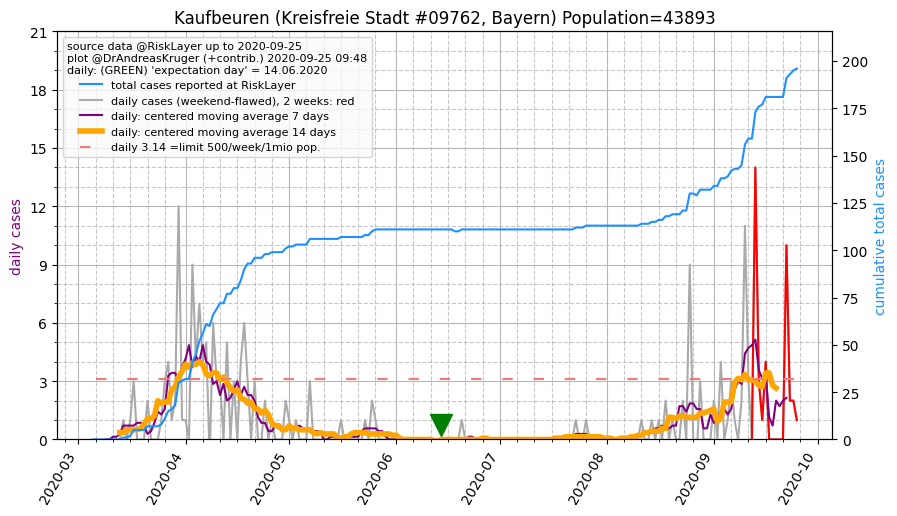 Kaufbeuren (Kreisfreie Stadt #09762, Bayern) Population=43893
source data @RiskLayer up to 2020-09-25
plot @DrAndreasKruger (+contrib.) 2020-09-25 09:48
daily: (GREEN) 'expectation day' = 14.06.2020
total cases reported at RiskLayer
daily cases (weekend-flawed), 2 weeks: red
daily: centered moving average 7 days
daily: centered moving average 14 days
daily 3.14 =limit 500/week/1mio pop.
daily cases
21
18
15
12
9
6
3
0
cumulative total cases
200
175
150
125
100
75
50
25
0
2020-03
2020-04
2020-05
2020-06
2020-07
2020-08
2020-09
2020-10